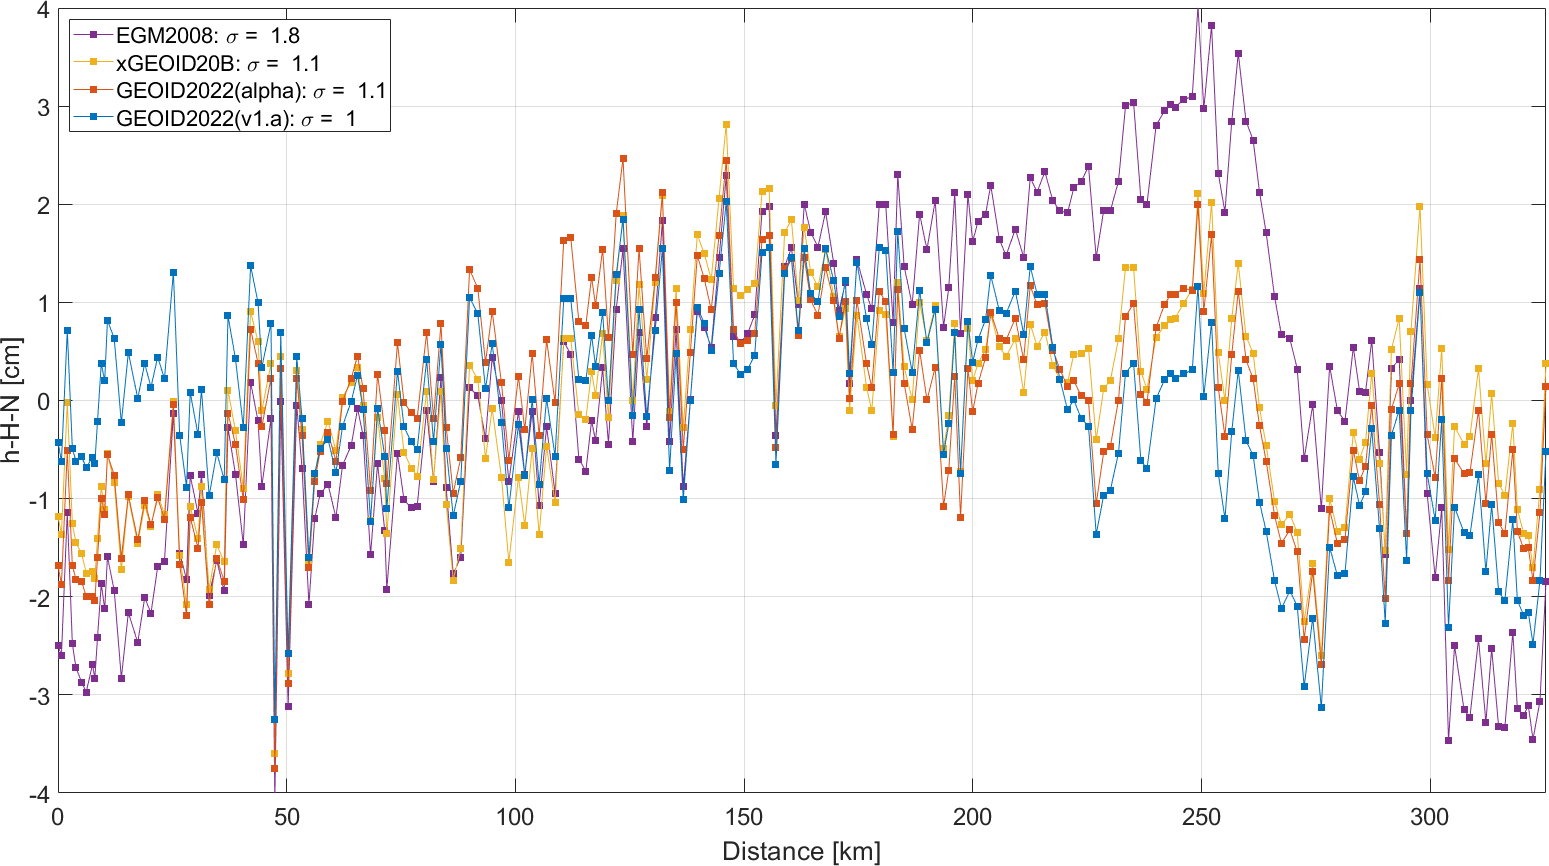 EGM2008: σ = 1.8
xGEOID20B: σ = 1.1
GEOID2022(alpha): σ = 1.1
GEOID2022(v1.a): σ = 1
h-H-N [cm]
4
3
2
1
0
-1
-2
-3
-4
0 50 100 150 200 250 300
Distance [km]